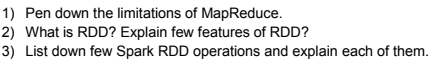 1) Pen down the limitations of MapReduce.
2) What is RDD? Explain few features of RDD?
3) List down few Spark RDD operations and explain each of them.